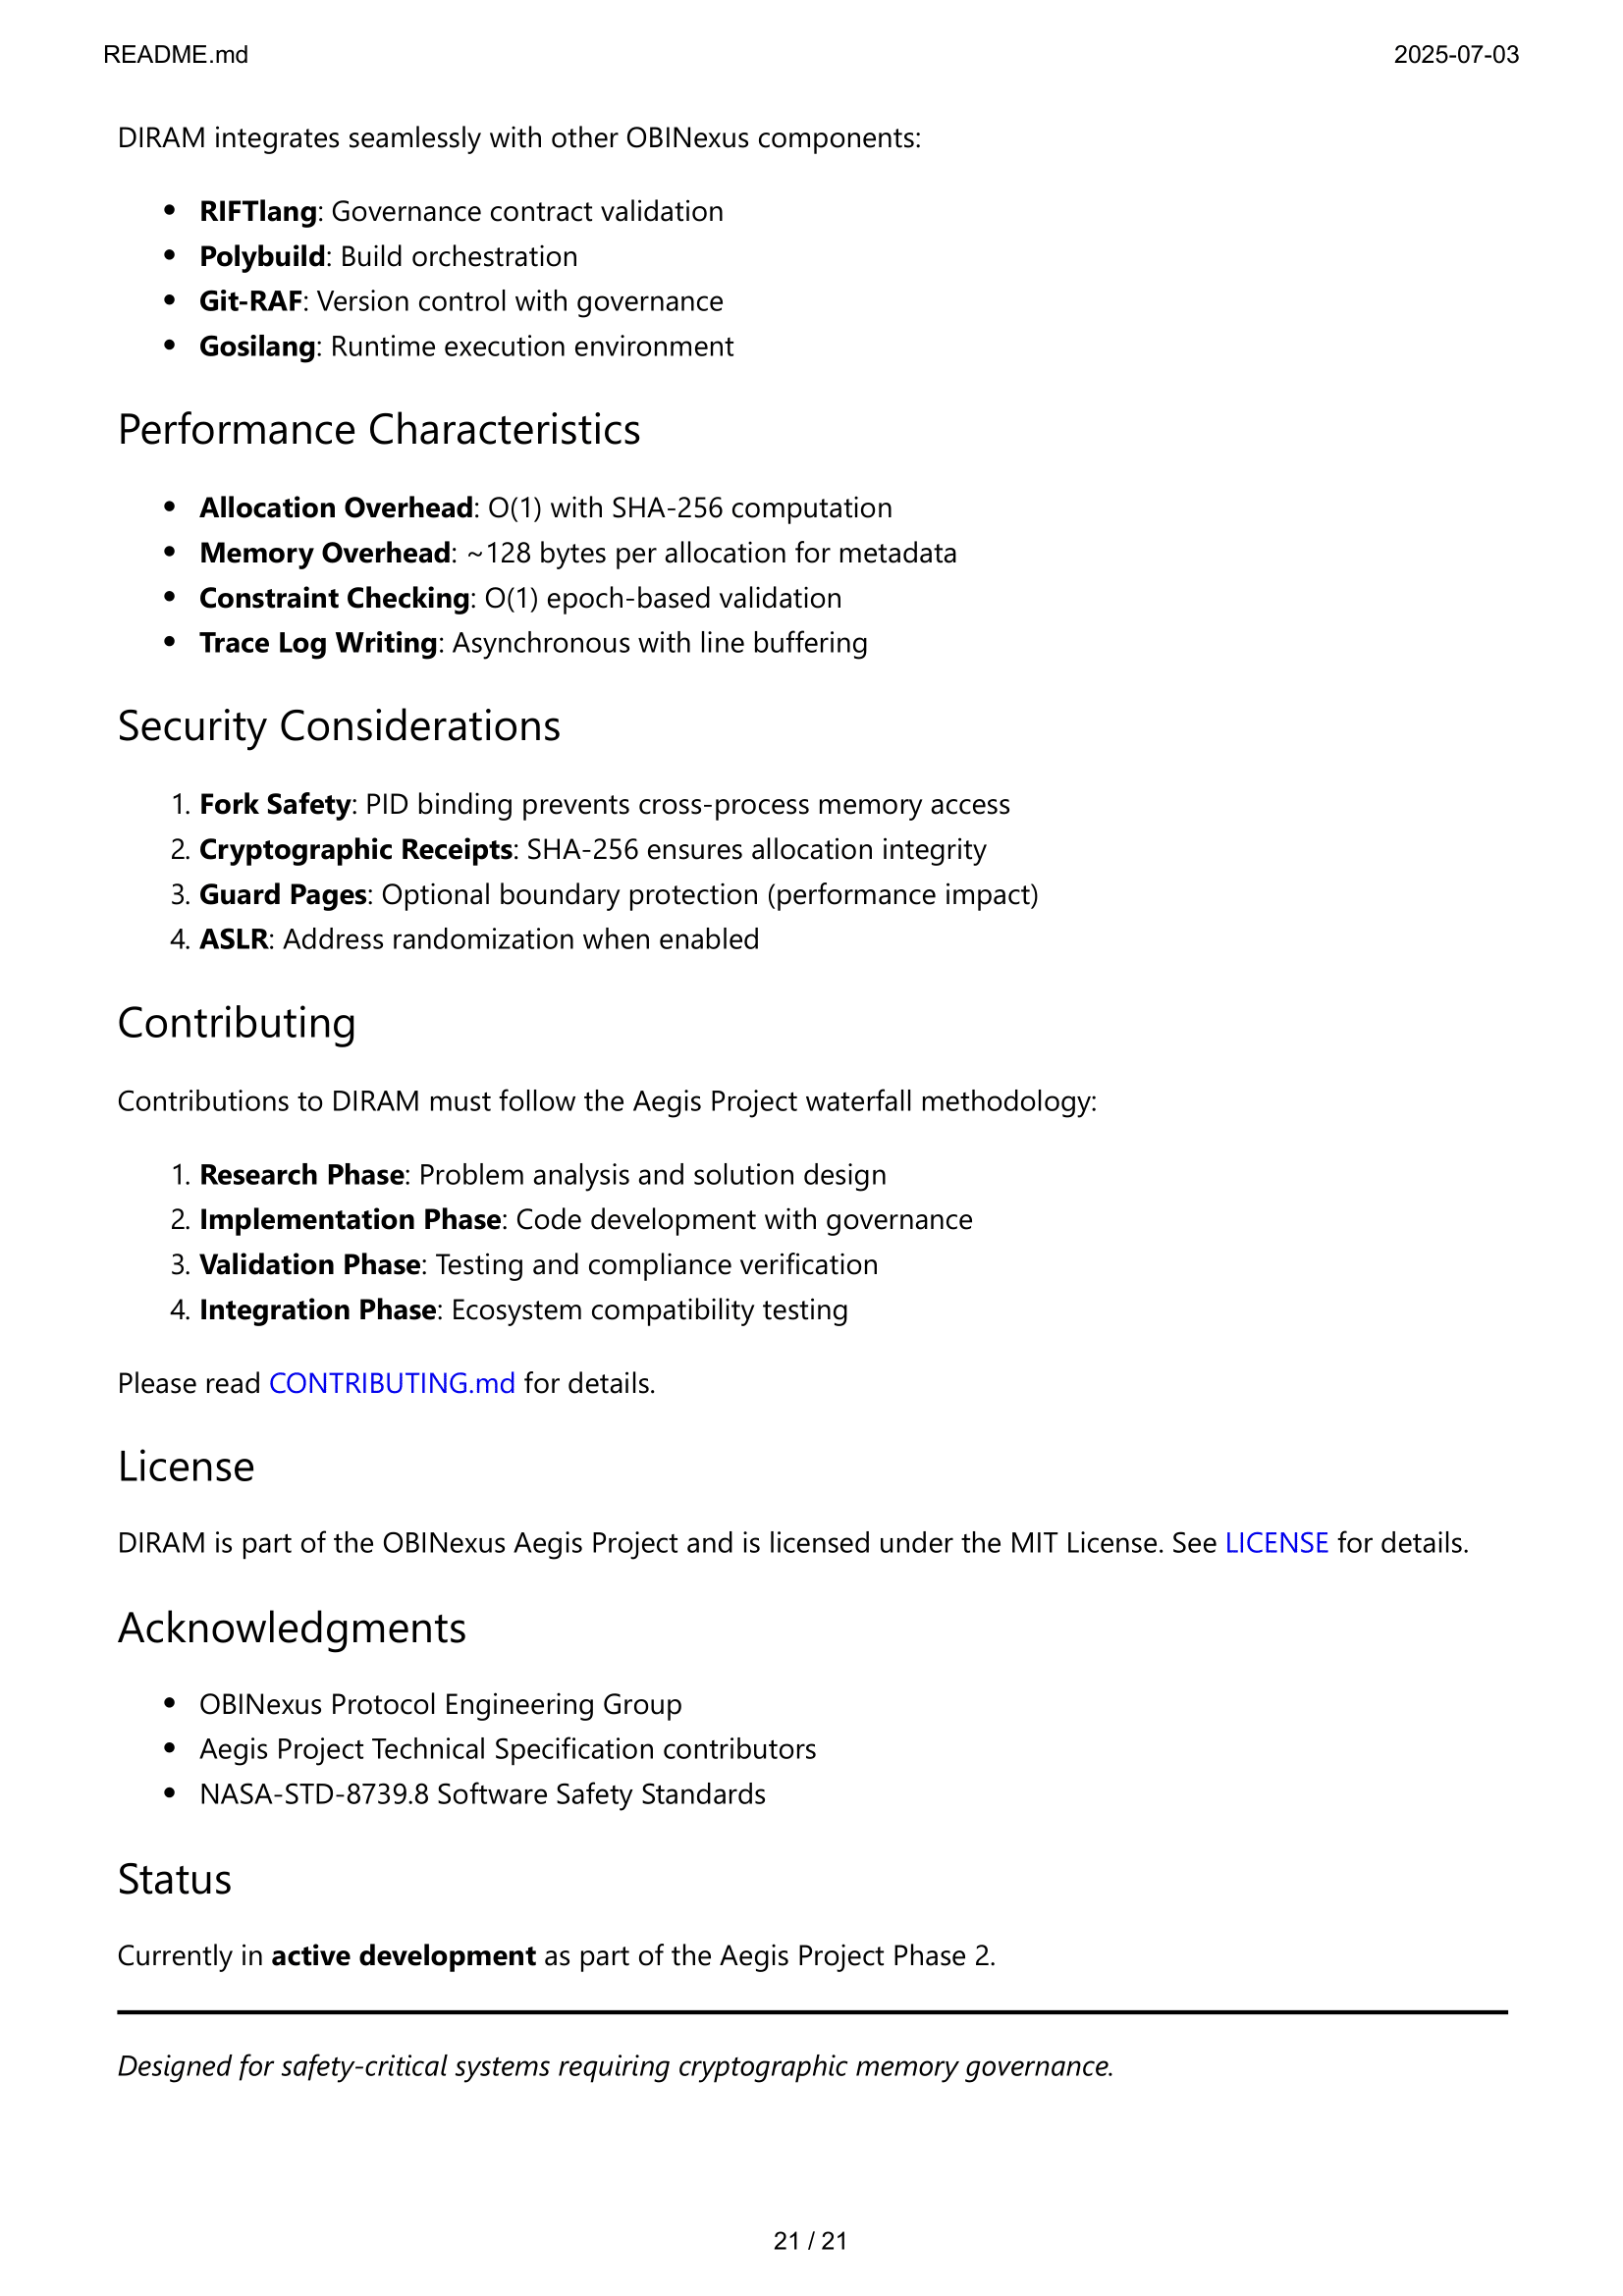 README.md
2025-07-03
DIRAM integrates seamlessly with other OBINexus components:
• RIFTlang: Governance contract validation
• Polybuild: Build orchestration
• Git-RAF: Version control with governance
• Gosilang: Runtime execution environment
Performance Characteristics
• Allocation Overhead: O(1) with SHA-256 computation
• Memory Overhead: ~128 bytes per allocation for metadata
• Constraint Checking: O(1) epoch-based validation
• Trace Log Writing: Asynchronous with line buffering
Security Considerations
1. Fork Safety: PID binding prevents cross-process memory access
2. Cryptographic Receipts: SHA-256 ensures allocation integrity
3. Guard Pages: Optional boundary protection (performance impact)
4. ASLR: Address randomization when enabled
Contributing
Contributions to DIRAM must follow the Aegis Project waterfall methodology:
1. Research Phase: Problem analysis and solution design
2. Implementation Phase: Code development with governance
3. Validation Phase: Testing and compliance verification
4. Integration Phase: Ecosystem compatibility testing
Please read CONTRIBUTING.md for details.
License
DIRAM is part of the OBINexus Aegis Project and is licensed under the MIT License. See LICENSE for details.
Acknowledgments
• OBINexus Protocol Engineering Group
• Aegis Project Technical Specification contributors
• NASA-STD-8739.8 Software Safety Standards
Status
Currently in active development as part of the Aegis Project Phase 2.
Designed for safety-critical systems requiring cryptographic memory governance.
21 / 21